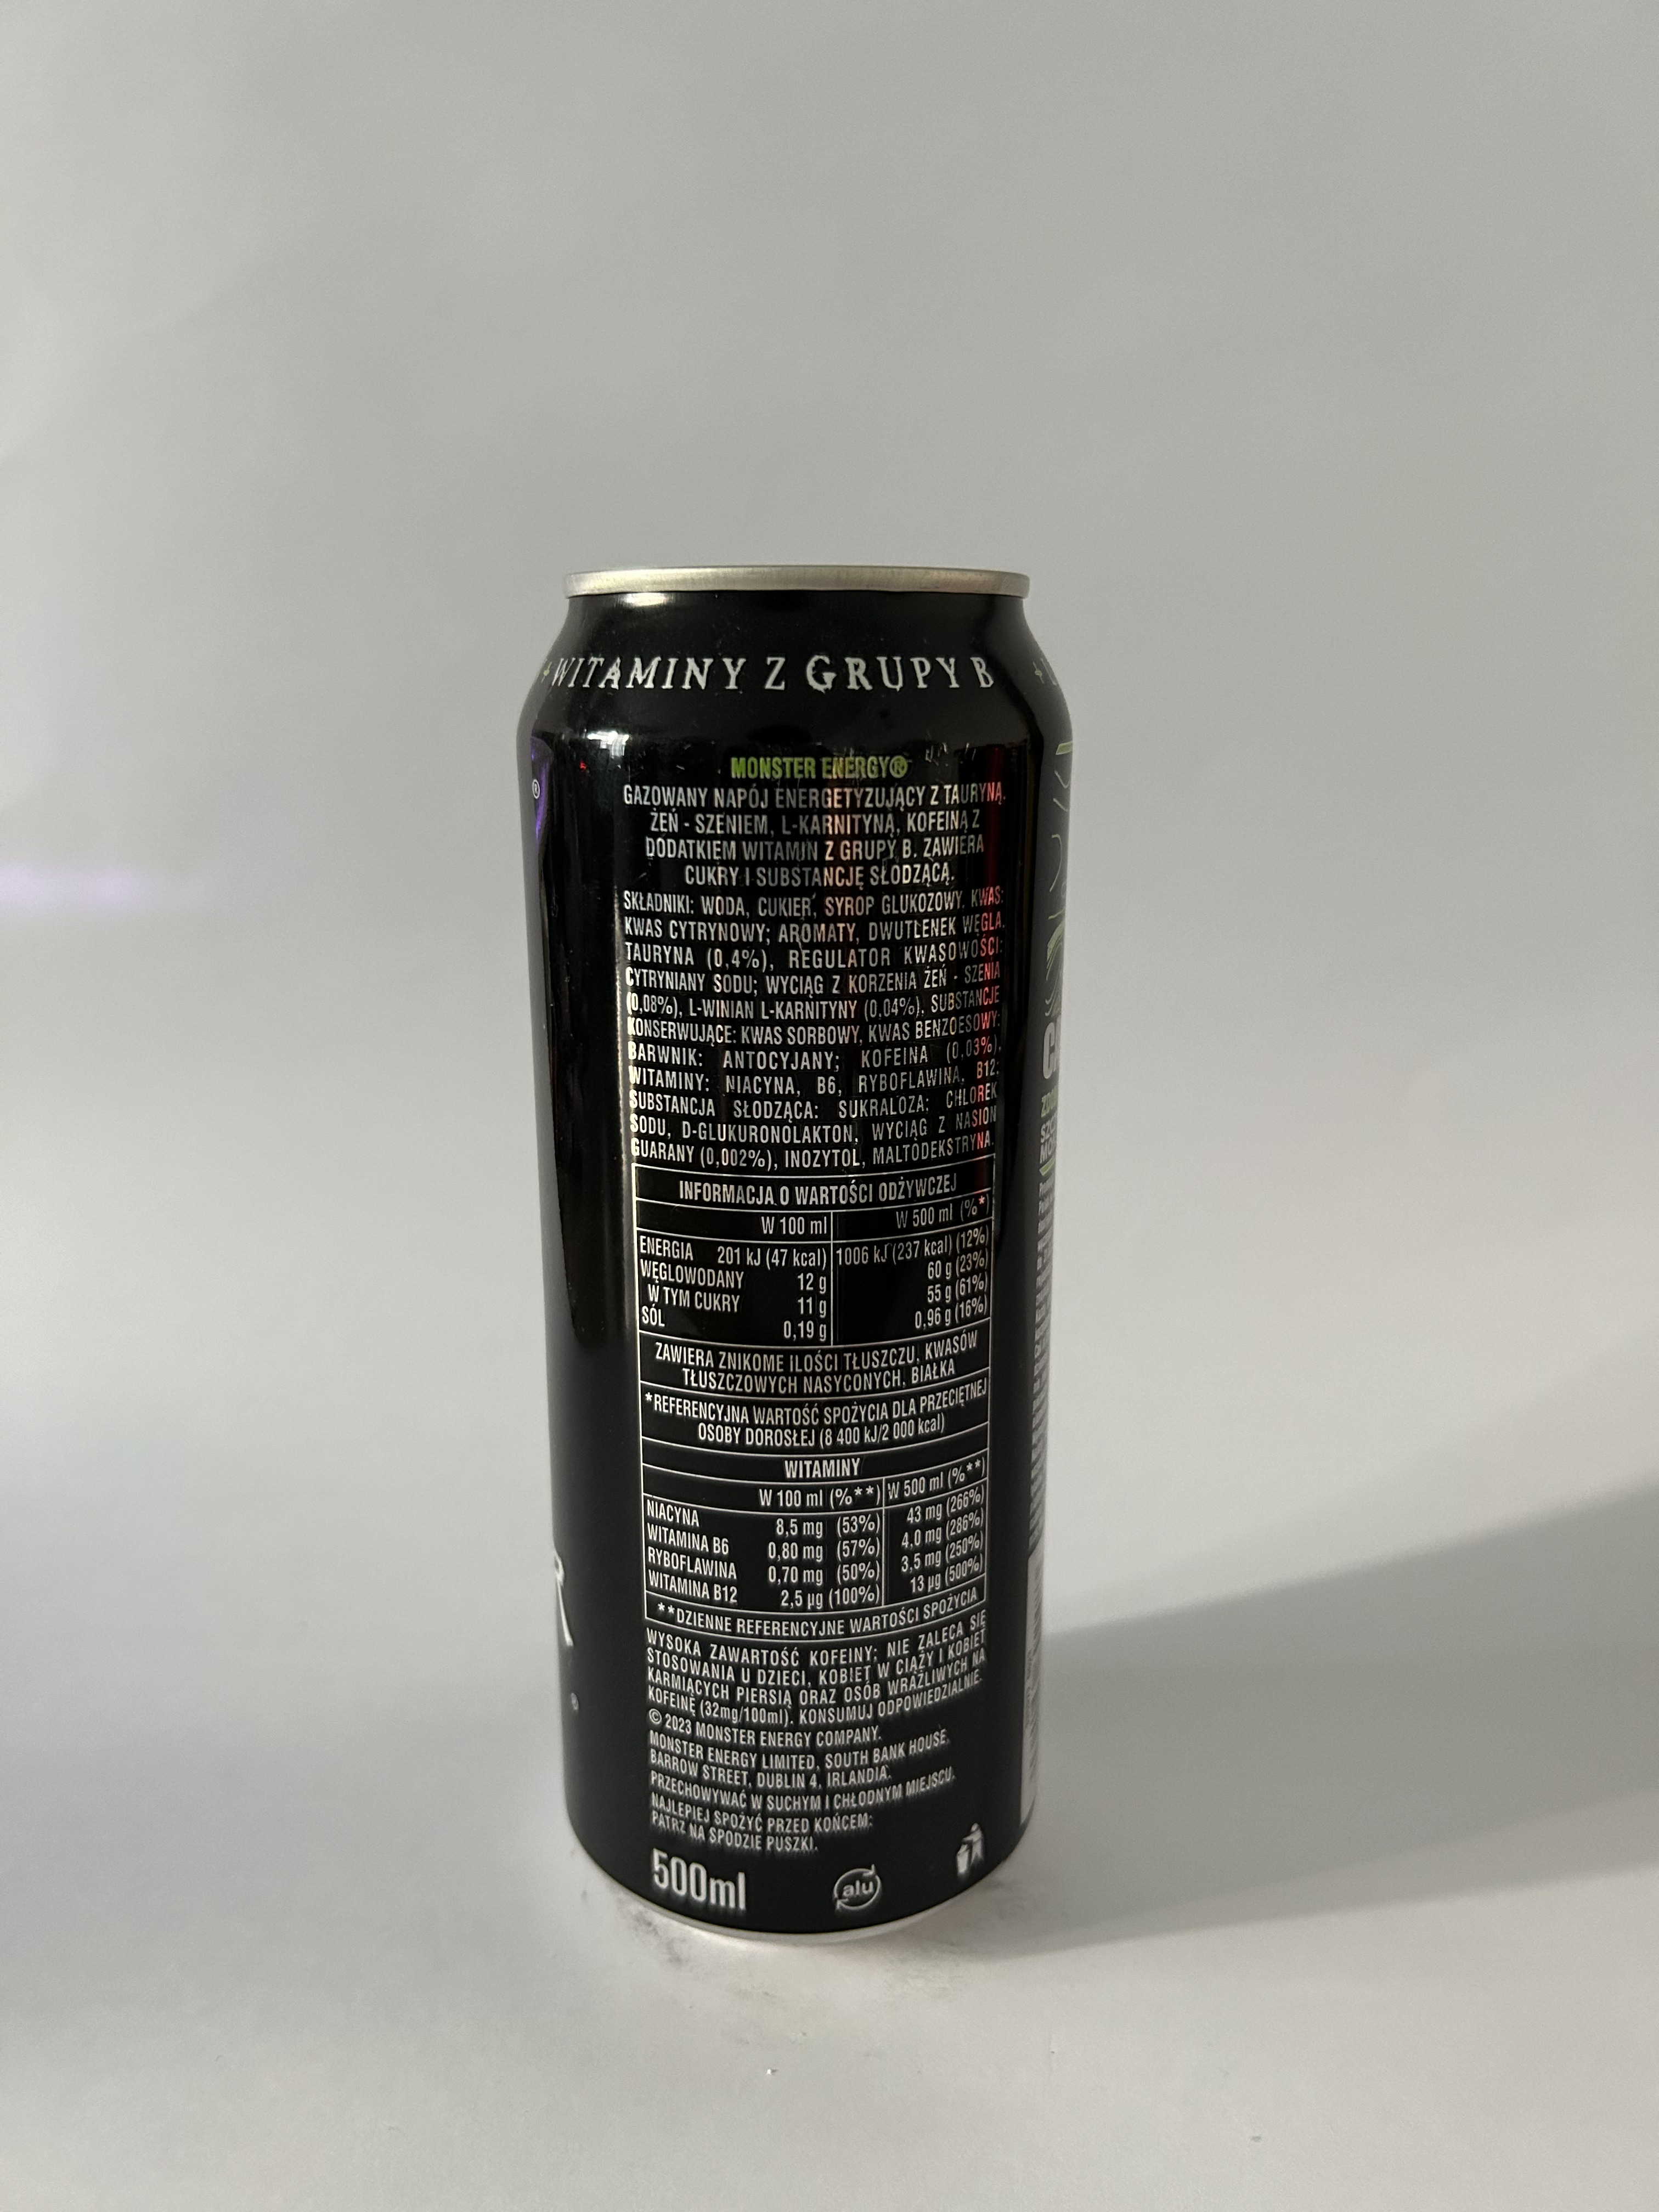 WITAMINY Z GRUPY B
MONSTER ENERGY®
GAZOWANY NAPÓJ ENERGETYZUJĄCY Z TAURYNĄ,
ŻEŃ - SZENIEM, L-KARNITYNĄ, KOFEINĄ Z
DODATKIEM WITAMIN Z GRUPY B. ZAWIERA
CUKRY I SUBSTANCJĘ SŁODZĄCĄ.
SKŁADNIKI: WODA, CUKIER, SYROP GLUKOZOWY, KWAS:
KWAS CYTRYNOWY; AROMATY, DWUTLENEK WĘGLA,
TAURYNA (0,4%), REGULATOR KWASOWOŚCI:
CYTRYNIANY SODU; WYCIĄG Z KORZENIA ŻEŃ - SZENIA
(0,08%), L-WINIAN L-KARNITYNY (0,04%), SUBSTANCJE
KONSERWUJĄCE: KWAS SORBOWY, KWAS BENZOESOWY;
BARWNIK: ANTOCYJANY; KOFEINA (0,03%),
WITAMINY: NIACYNA, B6, RYBOFLAWINA, B12;
SUBSTANCJA SŁODZĄCA: SUKRALOZA; CHLOREK
SODU, D-GLUKURONOLAKTON, WYCIĄG Z NASION
GUARANY (0,002%), INOZYTOL, MALTODEKSTRYNA.
INFORMACJA O WARTOŚCI ODŻYWCZEJ
W 100 ml W 500 ml (%*)
ENERGIA 201 kJ (47 kcal) 1006 kJ (237 kcal) (12%)
WĘGLOWODANY 12 g 60 g (23%)
W TYM CUKRY 11 g 55 g (61%)
SÓL 0,19 g 0,96 g (16%)
ZAWIERA ZNIKOME ILOŚCI TŁUSZCZU, KWASÓW
TŁUSZCZOWYCH NASYCONYCH, BIAŁKA
*REFERENCYJNA WARTOŚĆ SPOŻYCIA DLA PRZECIĘTNEJ
OSOBY DOROSŁEJ (8 400 kJ/2 000 kcal)
WITAMINY
W 100 ml (%**) W 500 ml (%**)
NIACYNA 8,5 mg (53%) 43 mg (266%)
WITAMINA B6 0,80 mg (57%) 4,0 mg (286%)
RYBOFLAWINA 0,70 mg (50%) 3,5 mg (250%)
WITAMINA B12 2,5 µg (100%) 13 µg (500%)
**DZIENNE REFERENCYJNE WARTOŚCI SPOŻYCIA
WYSOKA ZAWARTOŚĆ KOFEINY; NIE ZALECA SIĘ
STOSOWANIA U DZIECI, KOBIET W CIĄŻY I KOBIET
KARMIĄCYCH PIERSIĄ ORAZ OSÓB WRAŻLIWYCH NA
KOFEINĘ (32mg/100ml). KONSUMUJ ODPOWIEDZIALNIE.
© 2023 MONSTER ENERGY COMPANY.
MONSTER ENERGY LIMITED, SOUTH BANK HOUSE,
BARROW STREET, DUBLIN 4, IRLANDIA.
PRZECHOWYWAĆ W SUCHYM I CHŁODNYM MIEJSCU.
NAJLEPIEJ SPOŻYĆ PRZED KOŃCEM:
PATRZ NA SPODZIE PUSZKI.
500ml
alu